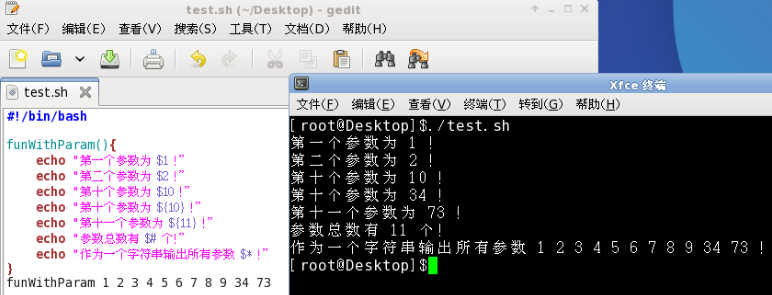 test.sh (~/Desktop) - gedit
文件(F) 编辑(E) 查看(V) 搜索(S) 工具(T) 文档(D) 帮助(H)
test.sh
#!/bin/bash
funWithParam(){
echo "第一个参数为 $1 !"
echo "第二个参数为 $2 !"
echo "第十个参数为 $10 !"
echo "第十个参数为 ${10} !"
echo "第十一个参数为 ${11} !"
echo "参数总数有 $# 个!"
echo "作为一个字符串输出所有参数 $* !"
}
funWithParam 1 2 3 4 5 6 7 8 9 34 73
Xfce 终端
文件(F) 编辑(E) 查看(V) 终端(T) 转到(G) 帮助(H)
[root@Desktop]$./test.sh
第一个参数为 1 !
第二个参数为 2 !
第十个参数为 10 !
第十个参数为 34 !
第十一个参数为 73 !
参数总数有 11 个!
作为一个字符串输出所有参数 1 2 3 4 5 6 7 8 9 34 73 !
[root@Desktop]$